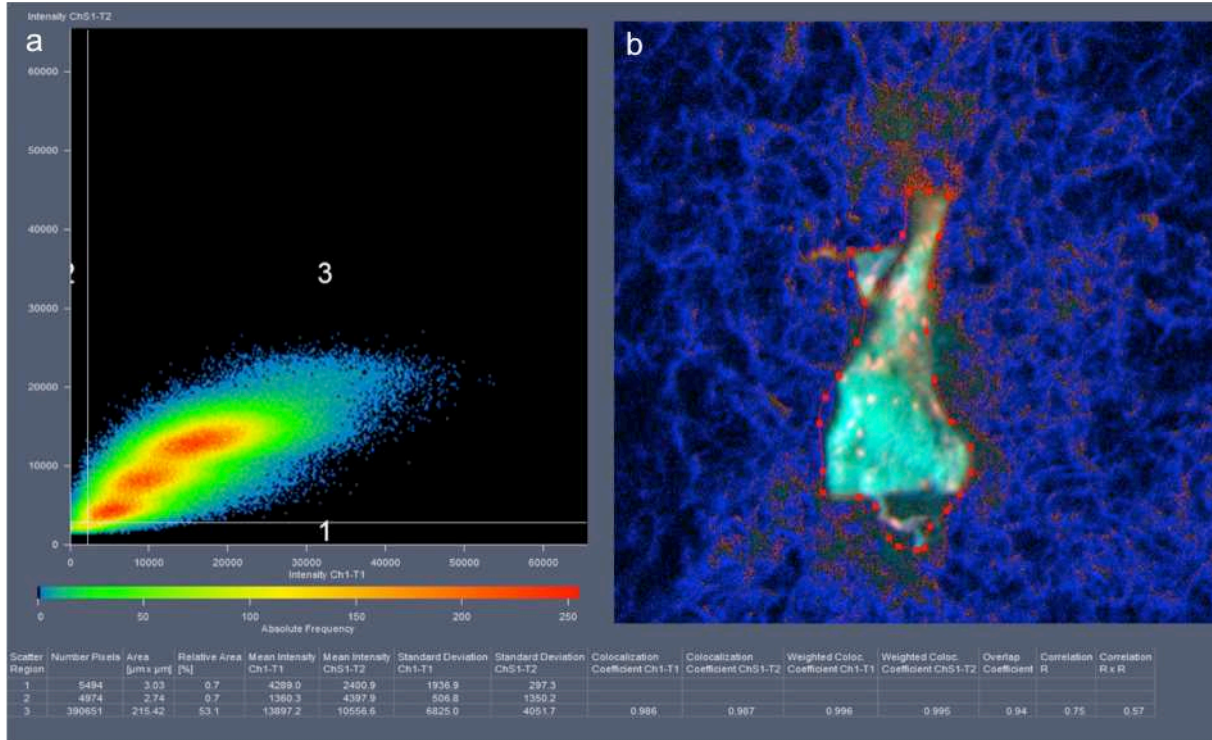 Intensity ChS1-T2
a
b
60000
50000
40000
30000
20000
10000
0
2
3
1
0 10000 20000 30000 40000 50000 60000
Intensity Ch1-T1
0 50 100 150 200 250
Absolute Frequency
Scatter Region Number Pixels Area [µm x µm] Relative Area [%] Mean Intensity Ch1-T1 Mean Intensity ChS1-T2 Standard Deviation Ch1-T1 Standard Deviation ChS1-T2 Colocalization Coefficient Ch1-T1 Colocalization Coefficient ChS1-T2 Weighted Coloc. Coefficient Ch1-T1 Weighted Coloc. Coefficient ChS1-T2 Overlap Coefficient Correlation R Correlation R x R
1 5494 3.03 0.7 4289.0 2400.9 1936.9 297.3
2 4974 2.74 0.7 1360.3 4397.9 506.8 1350.2
3 390651 215.42 53.1 13897.2 10556.6 6825.0 4051.7 0.986 0.987 0.996 0.995 0.94 0.75 0.57